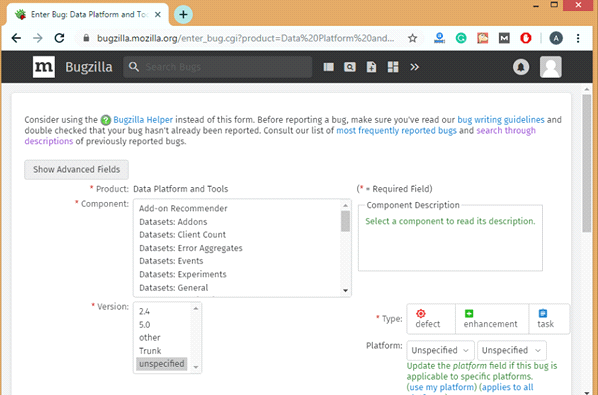 Enter Bug: Data Platform and Tools
bugzilla.mozilla.org/enter_bug.cgi?product=Data%20Platform%20and...
A
m Bugzilla
Search Bugs
Consider using the Bugzilla Helper instead of this form. Before reporting a bug, make sure you've read our bug writing guidelines and
double checked that your bug hasn't already been reported. Consult our list of most frequently reported bugs and search through
descriptions of previously reported bugs.
Show Advanced Fields
* Product: Data Platform and Tools (* = Required Field)
* Component:
Add-on Recommender
Datasets: Addons
Datasets: Client Count
Datasets: Error Aggregates
Datasets: Events
Datasets: Experiments
Datasets: General
Component Description
Select a component to read its description.
* Version:
2.4
5.0
other
Trunk
unspecified
* Type: defect enhancement task
Platform: Unspecified Unspecified
Update the platform field if this bug is
applicable to specific platforms.
(use my platform) (applies to all